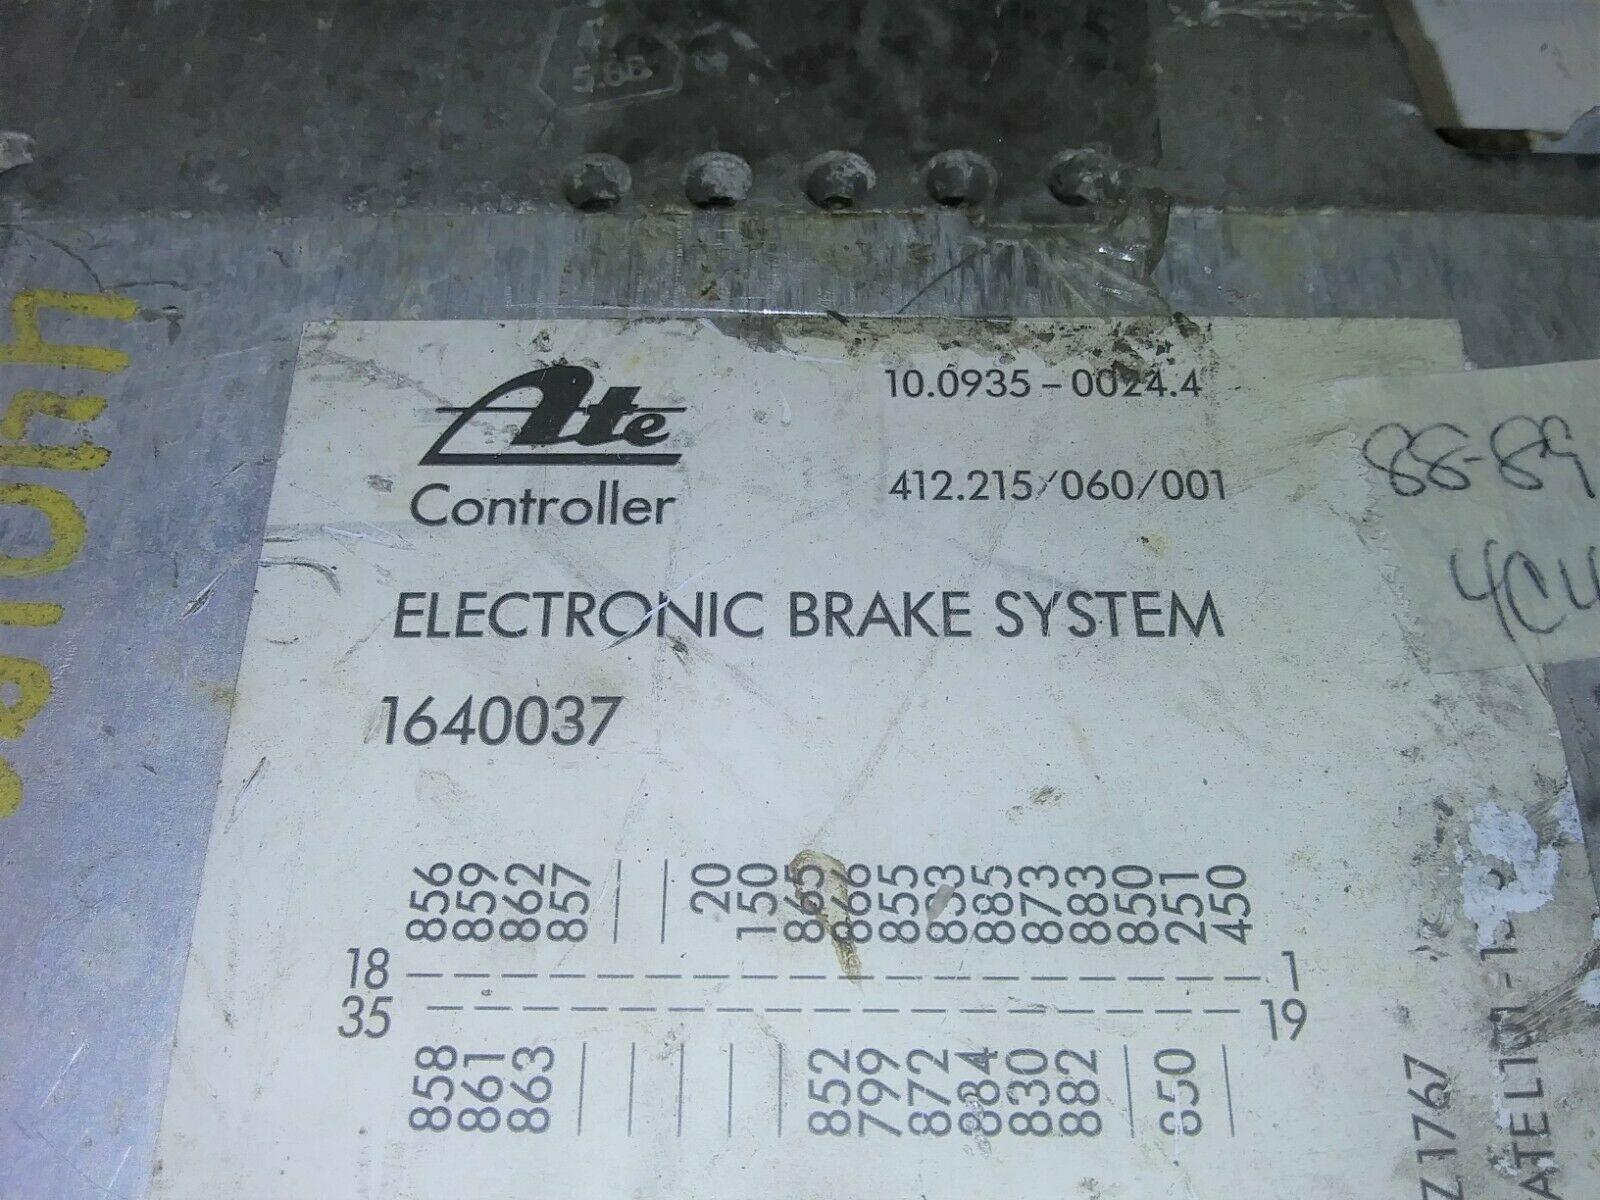 5.88
Ate
Controller
10.0935-0024.4
412.215/060/001
88-89
ELECTRONIC BRAKE SYSTEM
1640037
856 859 862 857 | | 20 150 865 866 855 833 885 873 883 850 251 450
18 ------------------ 1
35 ----------------- 19
858 861 863 | | | | | 852 799 872 884 830 882 | 850 |
Z1767